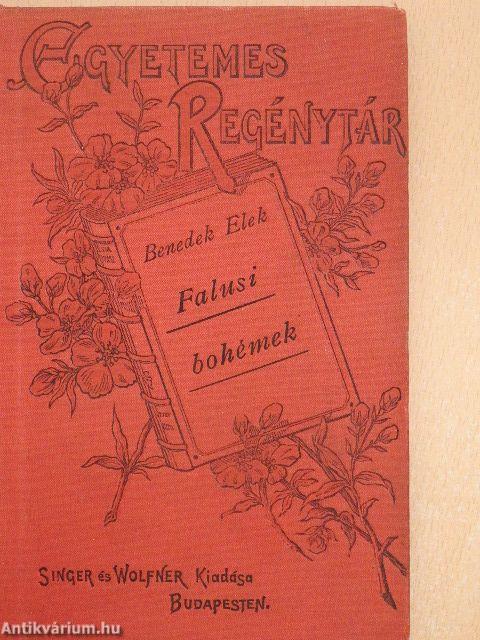 EGYETEMES
REGÉNYTÁR
Benedek Elek
Falusi
bohémek
SINGER és WOLFNER Kiadása
BUDAPESTEN.
Antikvárium.hu